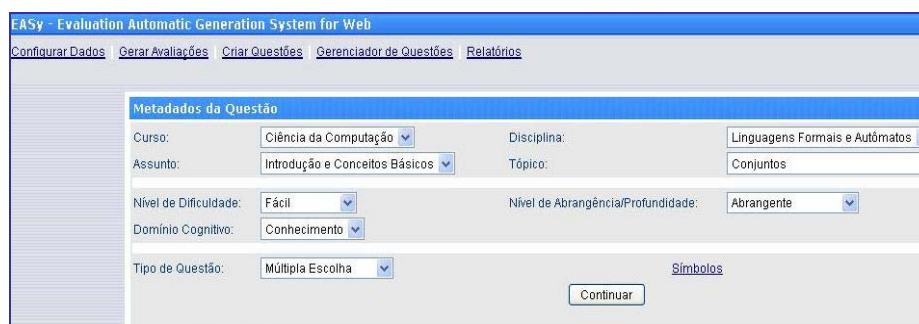 EASy - Evaluation Automatic Generation System for Web
Configurar Dados Gerar Avaliações Criar Questões Gerenciador de Questões Relatórios
Metadados da Questão
Curso: Ciência da Computação Disciplina: Linguagens Formais e Autômatos
Assunto: Introdução e Conceitos Básicos Tópico: Conjuntos
Nível de Dificuldade: Fácil Nível de Abrangência/Profundidade: Abrangente
Domínio Cognitivo: Conhecimento
Tipo de Questão: Múltipla Escolha Símbolos
Continuar